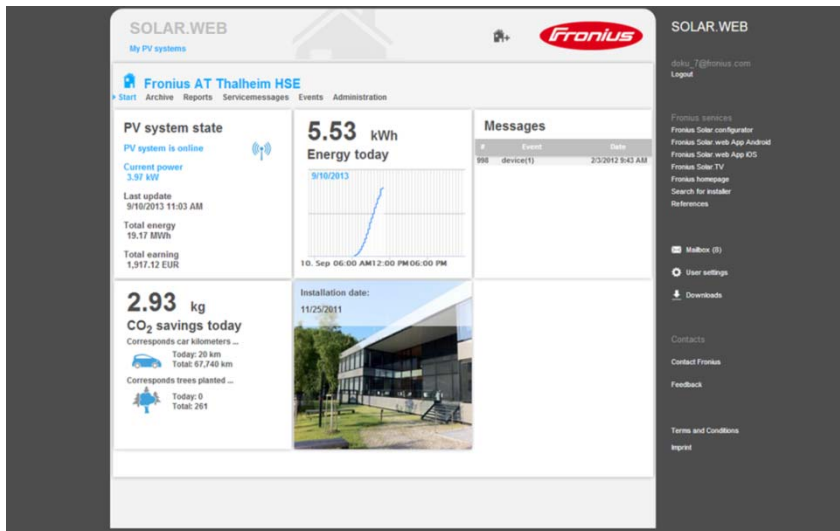 SOLAR.WEB
My PV systems
Fronius
Fronius AT Thalheim HSE
Start Archive Reports Servicemessages Events Administration
PV system state
PV system is online
Current power
3.97 kW
Last update
9/10/2013 11:03 AM
Total energy
19.17 MWh
Total earning
1,917.12 EUR
5.53 kWh
Energy today
9/10/2013
10. Sep 06:00 AM12:00 PM06:00 PM
Messages
# Event Date
998 device(1) 2/3/2012 9:43 AM
2.93 kg
CO₂ savings today
Corresponds car kilometers ...
Today: 20 km
Total: 67,740 km
Corresponds trees planted ...
Today: 0
Total: 261
Installation date:
11/25/2011
SOLAR.WEB
doku_7@fronius.com
Logout
Fronius services
Fronius Solar.configurator
Fronius Solar.web App Android
Fronius Solar.web App iOS
Fronius Solar.TV
Fronius homepage
Search for installer
References
Mailbox (8)
User settings
Downloads
Contacts
Contact Fronius
Feedback
Terms and Conditions
Imprint